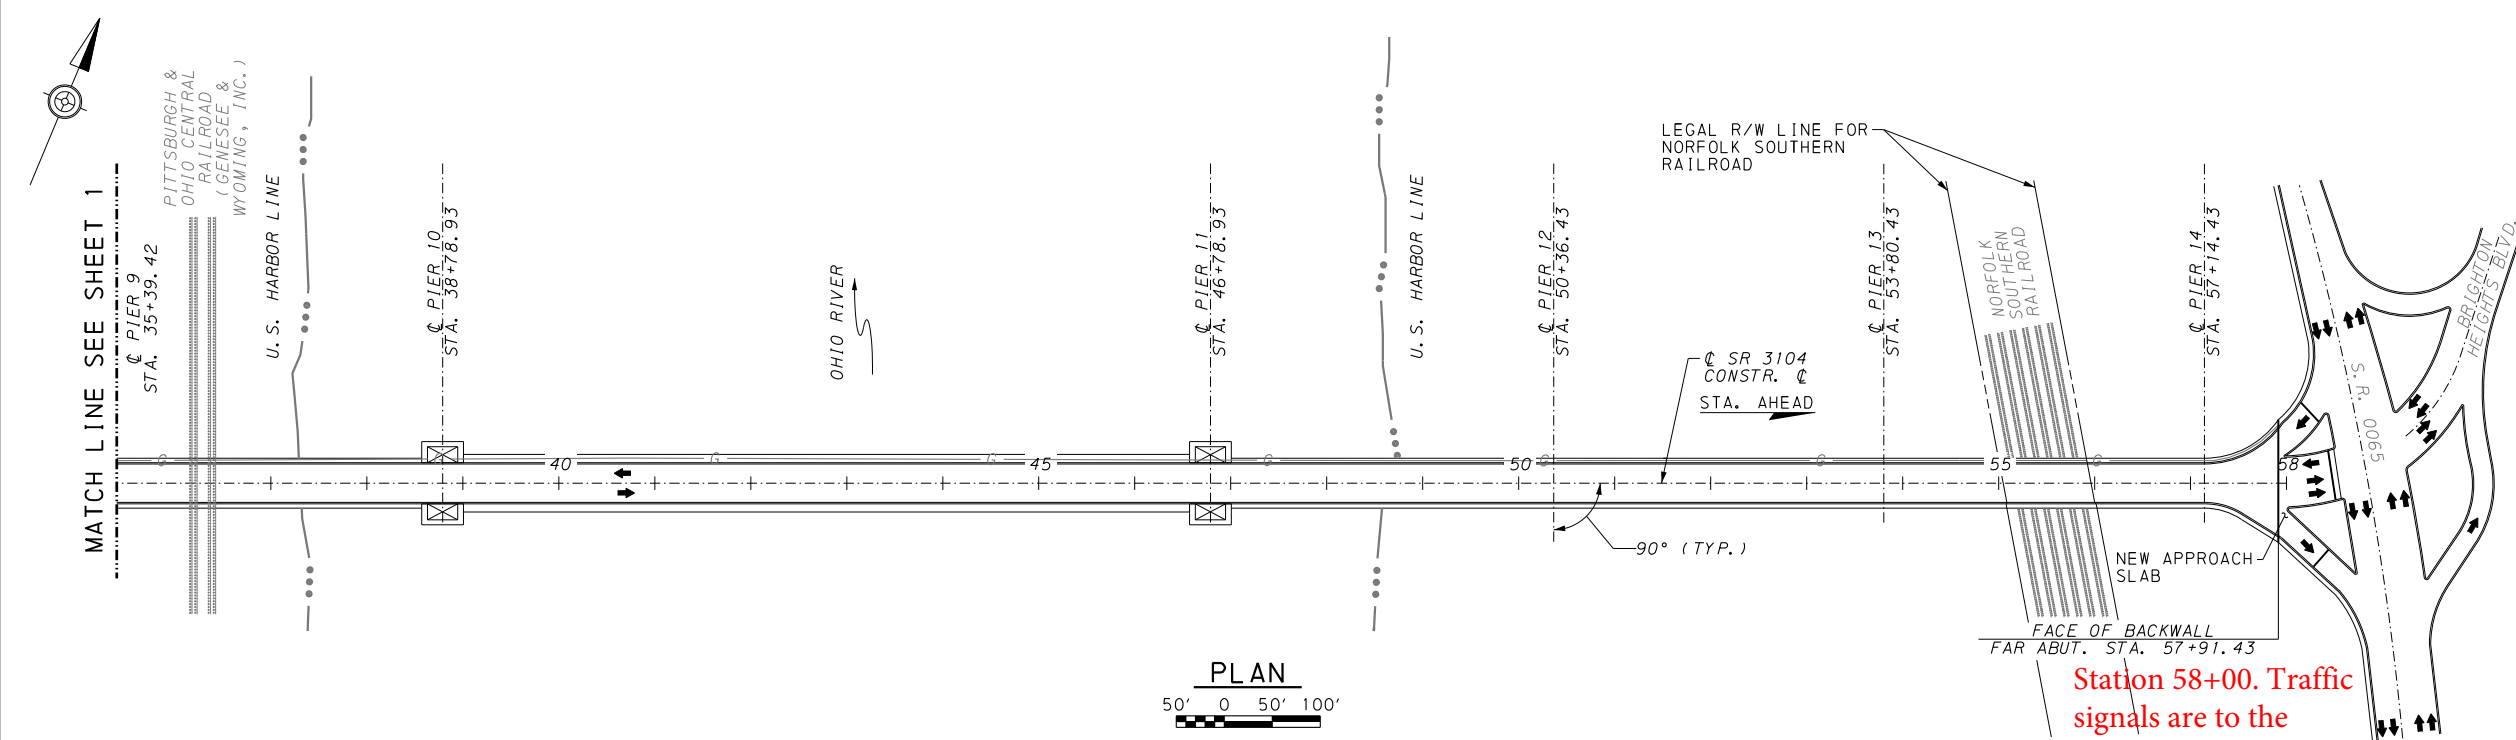 MATCH LINE SEE SHEET 1
℄ PIER 9
STA. 35+39.42
PITTSBURGH &
OHIO CENTRAL
RAILROAD
(GENESEE &
WYOMING, INC.)
U.S. HARBOR LINE
℄ PIER 10
STA. 38+78.93
OHIO RIVER
℄ PIER 11
STA. 46+78.93
U.S. HARBOR LINE
℄ PIER 12
STA. 50+36.43
LEGAL R/W LINE FOR
NORFOLK SOUTHERN
RAILROAD
℄ SR 3104
CONSTR. ℄
STA. AHEAD
℄ PIER 13
STA. 53+80.43
NORFOLK
SOUTHERN
RAILROAD
℄ PIER 14
STA. 57+14.43
BRIGHTON
HEIGHTS BLVD.
S.R. 0065
G G G G G G G
40 45 50 55 58
90° (TYP.)
NEW APPROACH
SLAB
FACE OF BACKWALL
FAR ABUT. STA. 57+91.43
PLAN
50' 0 50' 100'
Station 58+00. Traffic
signals are to the